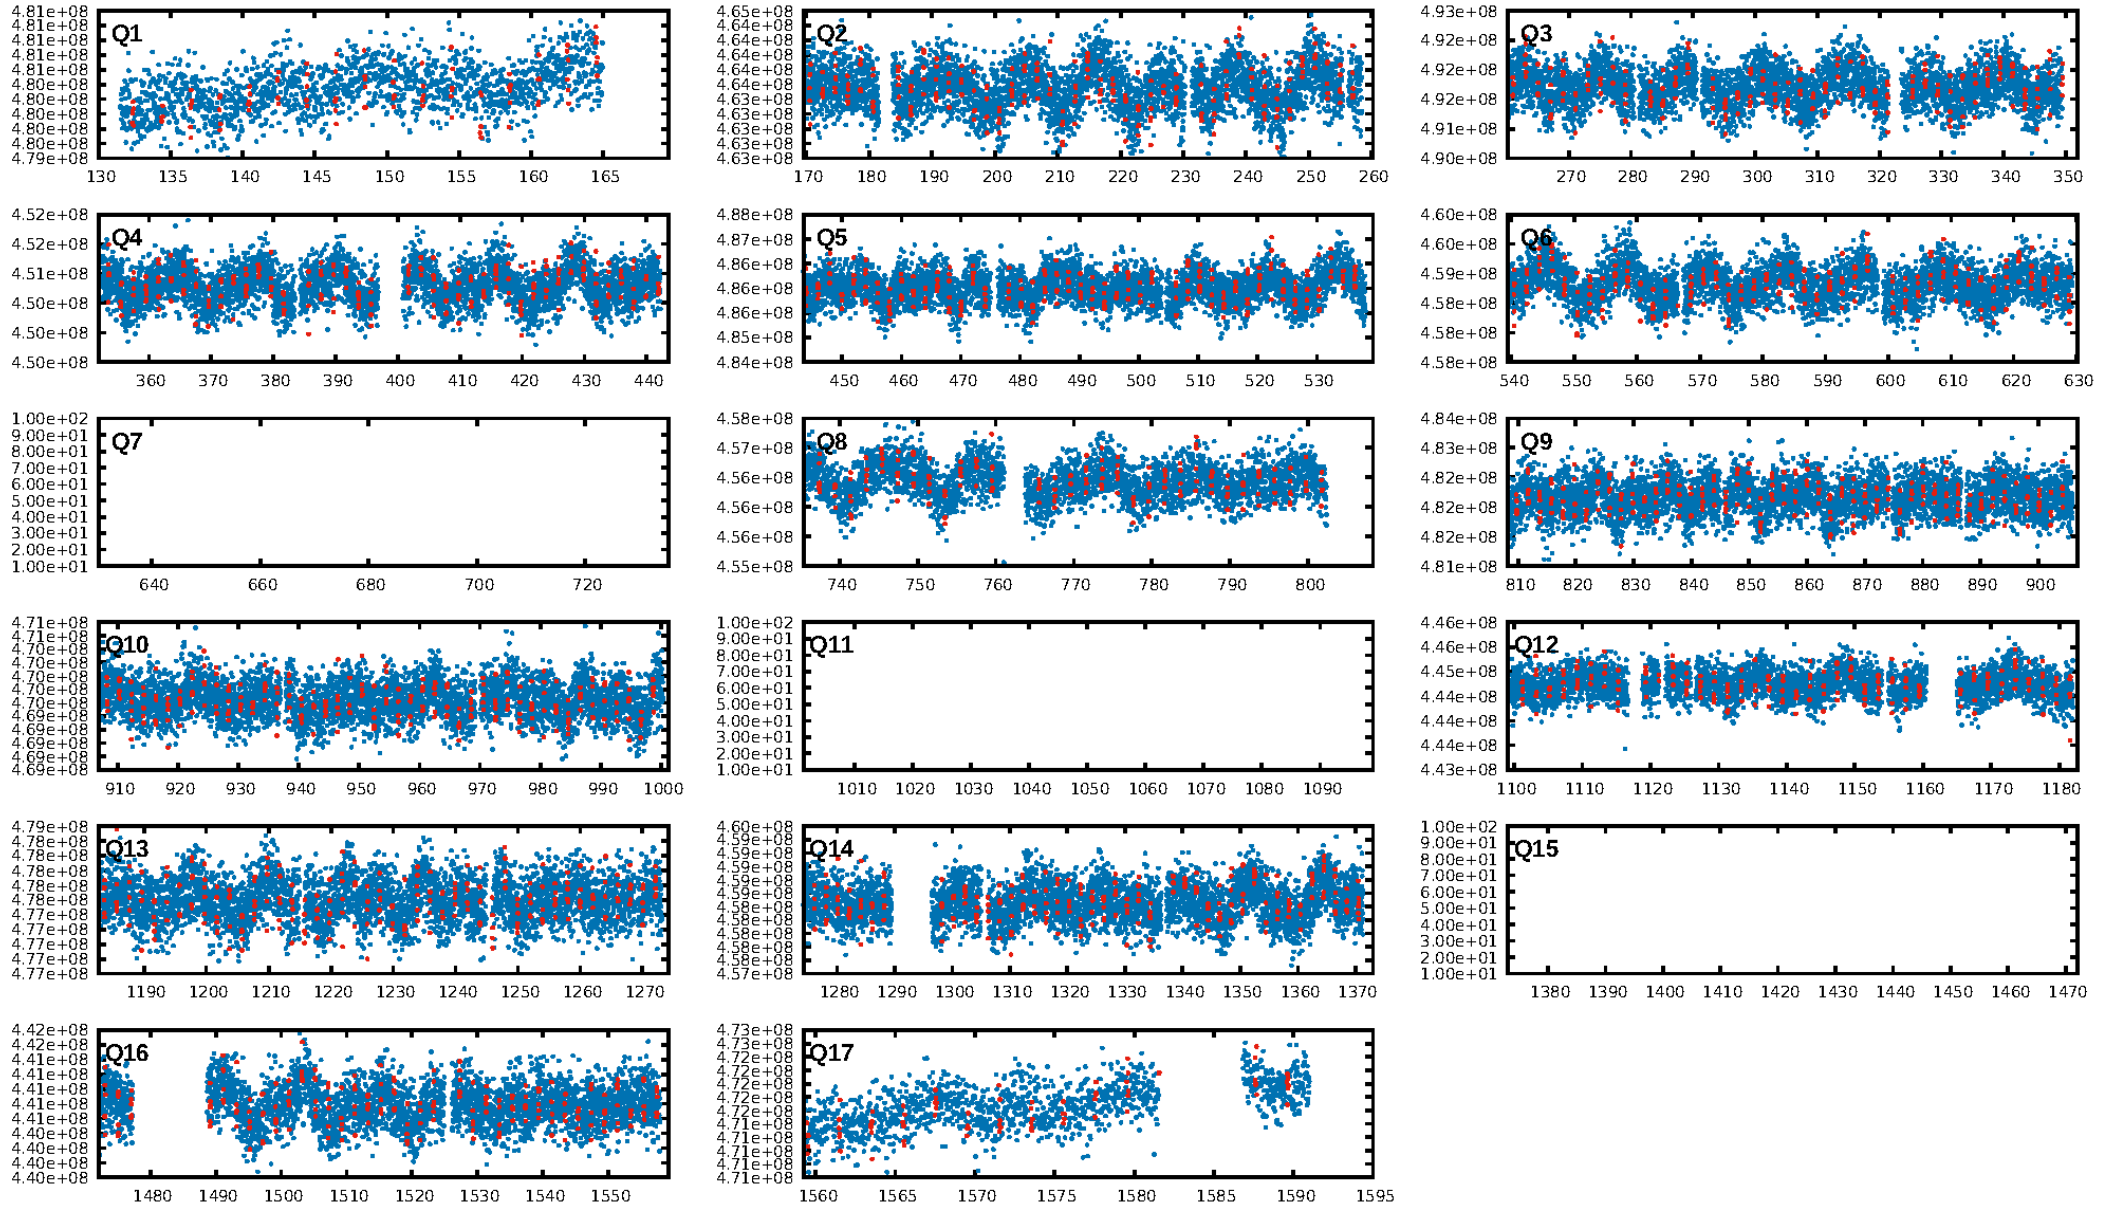 Q1
4.81e+08
4.81e+08
4.81e+08
4.81e+08
4.81e+08
4.80e+08
4.80e+08
4.80e+08
4.80e+08
4.80e+08
4.79e+08
130 135 140 145 150 155 160 165
Q2
4.65e+08
4.64e+08
4.64e+08
4.64e+08
4.64e+08
4.64e+08
4.63e+08
4.63e+08
4.63e+08
4.63e+08
4.63e+08
170 180 190 200 210 220 230 240 250 260
Q3
4.93e+08
4.92e+08
4.92e+08
4.92e+08
4.91e+08
4.90e+08
270 280 290 300 310 320 330 340 350
Q4
4.52e+08
4.52e+08
4.51e+08
4.50e+08
4.50e+08
4.50e+08
360 370 380 390 400 410 420 430 440
Q5
4.88e+08
4.87e+08
4.86e+08
4.86e+08
4.86e+08
4.85e+08
4.84e+08
450 460 470 480 490 500 510 520 530
Q6
4.60e+08
4.60e+08
4.59e+08
4.58e+08
4.58e+08
4.58e+08
540 550 560 570 580 590 600 610 620 630
Q7
1.00e+02
9.00e+01
8.00e+01
7.00e+01
6.00e+01
5.00e+01
4.00e+01
3.00e+01
2.00e+01
1.00e+01
640 660 680 700 720
Q8
4.58e+08
4.57e+08
4.56e+08
4.56e+08
4.56e+08
4.55e+08
740 750 760 770 780 790 800
Q9
4.84e+08
4.83e+08
4.82e+08
4.82e+08
4.82e+08
4.81e+08
810 820 830 840 850 860 870 880 890 900
Q10
4.71e+08
4.71e+08
4.70e+08
4.70e+08
4.70e+08
4.70e+08
4.70e+08
4.69e+08
4.69e+08
4.69e+08
4.69e+08
4.69e+08
910 920 930 940 950 960 970 980 990 1000
Q11
1.00e+02
9.00e+01
8.00e+01
7.00e+01
6.00e+01
5.00e+01
4.00e+01
3.00e+01
2.00e+01
1.00e+01
1010 1020 1030 1040 1050 1060 1070 1080 1090
Q12
4.46e+08
4.46e+08
4.45e+08
4.44e+08
4.44e+08
4.44e+08
4.43e+08
1100 1110 1120 1130 1140 1150 1160 1170 1180
Q13
4.79e+08
4.78e+08
4.78e+08
4.78e+08
4.78e+08
4.78e+08
4.77e+08
4.77e+08
4.77e+08
4.77e+08
4.77e+08
1190 1200 1210 1220 1230 1240 1250 1260 1270
Q14
4.60e+08
4.59e+08
4.59e+08
4.59e+08
4.59e+08
4.59e+08
4.58e+08
4.58e+08
4.58e+08
4.58e+08
4.58e+08
4.57e+08
1280 1290 1300 1310 1320 1330 1340 1350 1360 1370
Q15
1.00e+02
9.00e+01
8.00e+01
7.00e+01
6.00e+01
5.00e+01
4.00e+01
3.00e+01
2.00e+01
1.00e+01
1380 1390 1400 1410 1420 1430 1440 1450 1460 1470
Q16
4.42e+08
4.42e+08
4.41e+08
4.41e+08
4.41e+08
4.41e+08
4.41e+08
4.40e+08
4.40e+08
4.40e+08
4.40e+08
1480 1490 1500 1510 1520 1530 1540 1550
Q17
4.73e+08
4.72e+08
4.72e+08
4.72e+08
4.72e+08
4.72e+08
4.72e+08
4.71e+08
4.71e+08
4.71e+08
4.71e+08
4.71e+08
1560 1565 1570 1575 1580 1585 1590 1595